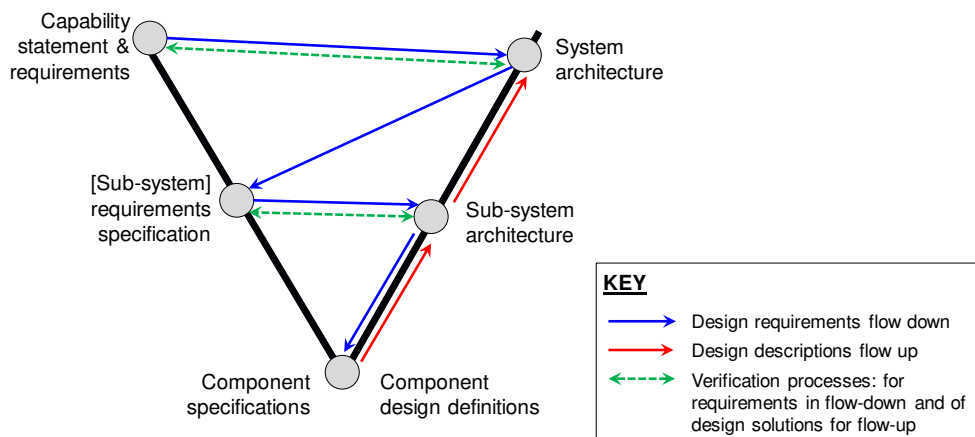 Capability
statement &
requirements
System
architecture
[Sub-system]
requirements
specification
Sub-system
architecture
Component
specifications
Component
design definitions
KEY
Design requirements flow down
Design descriptions flow up
Verification processes: for
requirements in flow-down and of
design solutions for flow-up